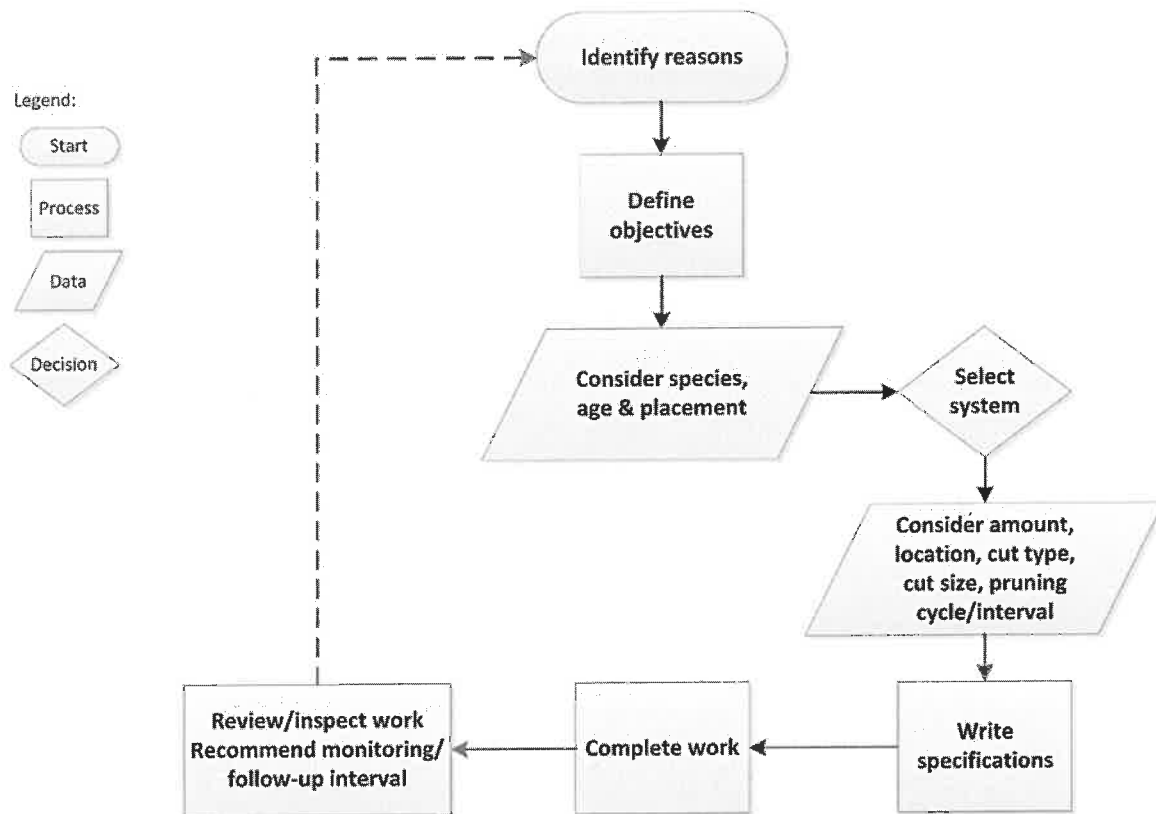 Identify reasons
Legend:
Start
Process
Data
Decision
Define
objectives
Consider species,
age & placement
Select
system
Consider amount,
location, cut type,
cut size, pruning
cycle/interval
Write
specifications
Complete work
Review/inspect work
Recommend monitoring/
follow-up interval